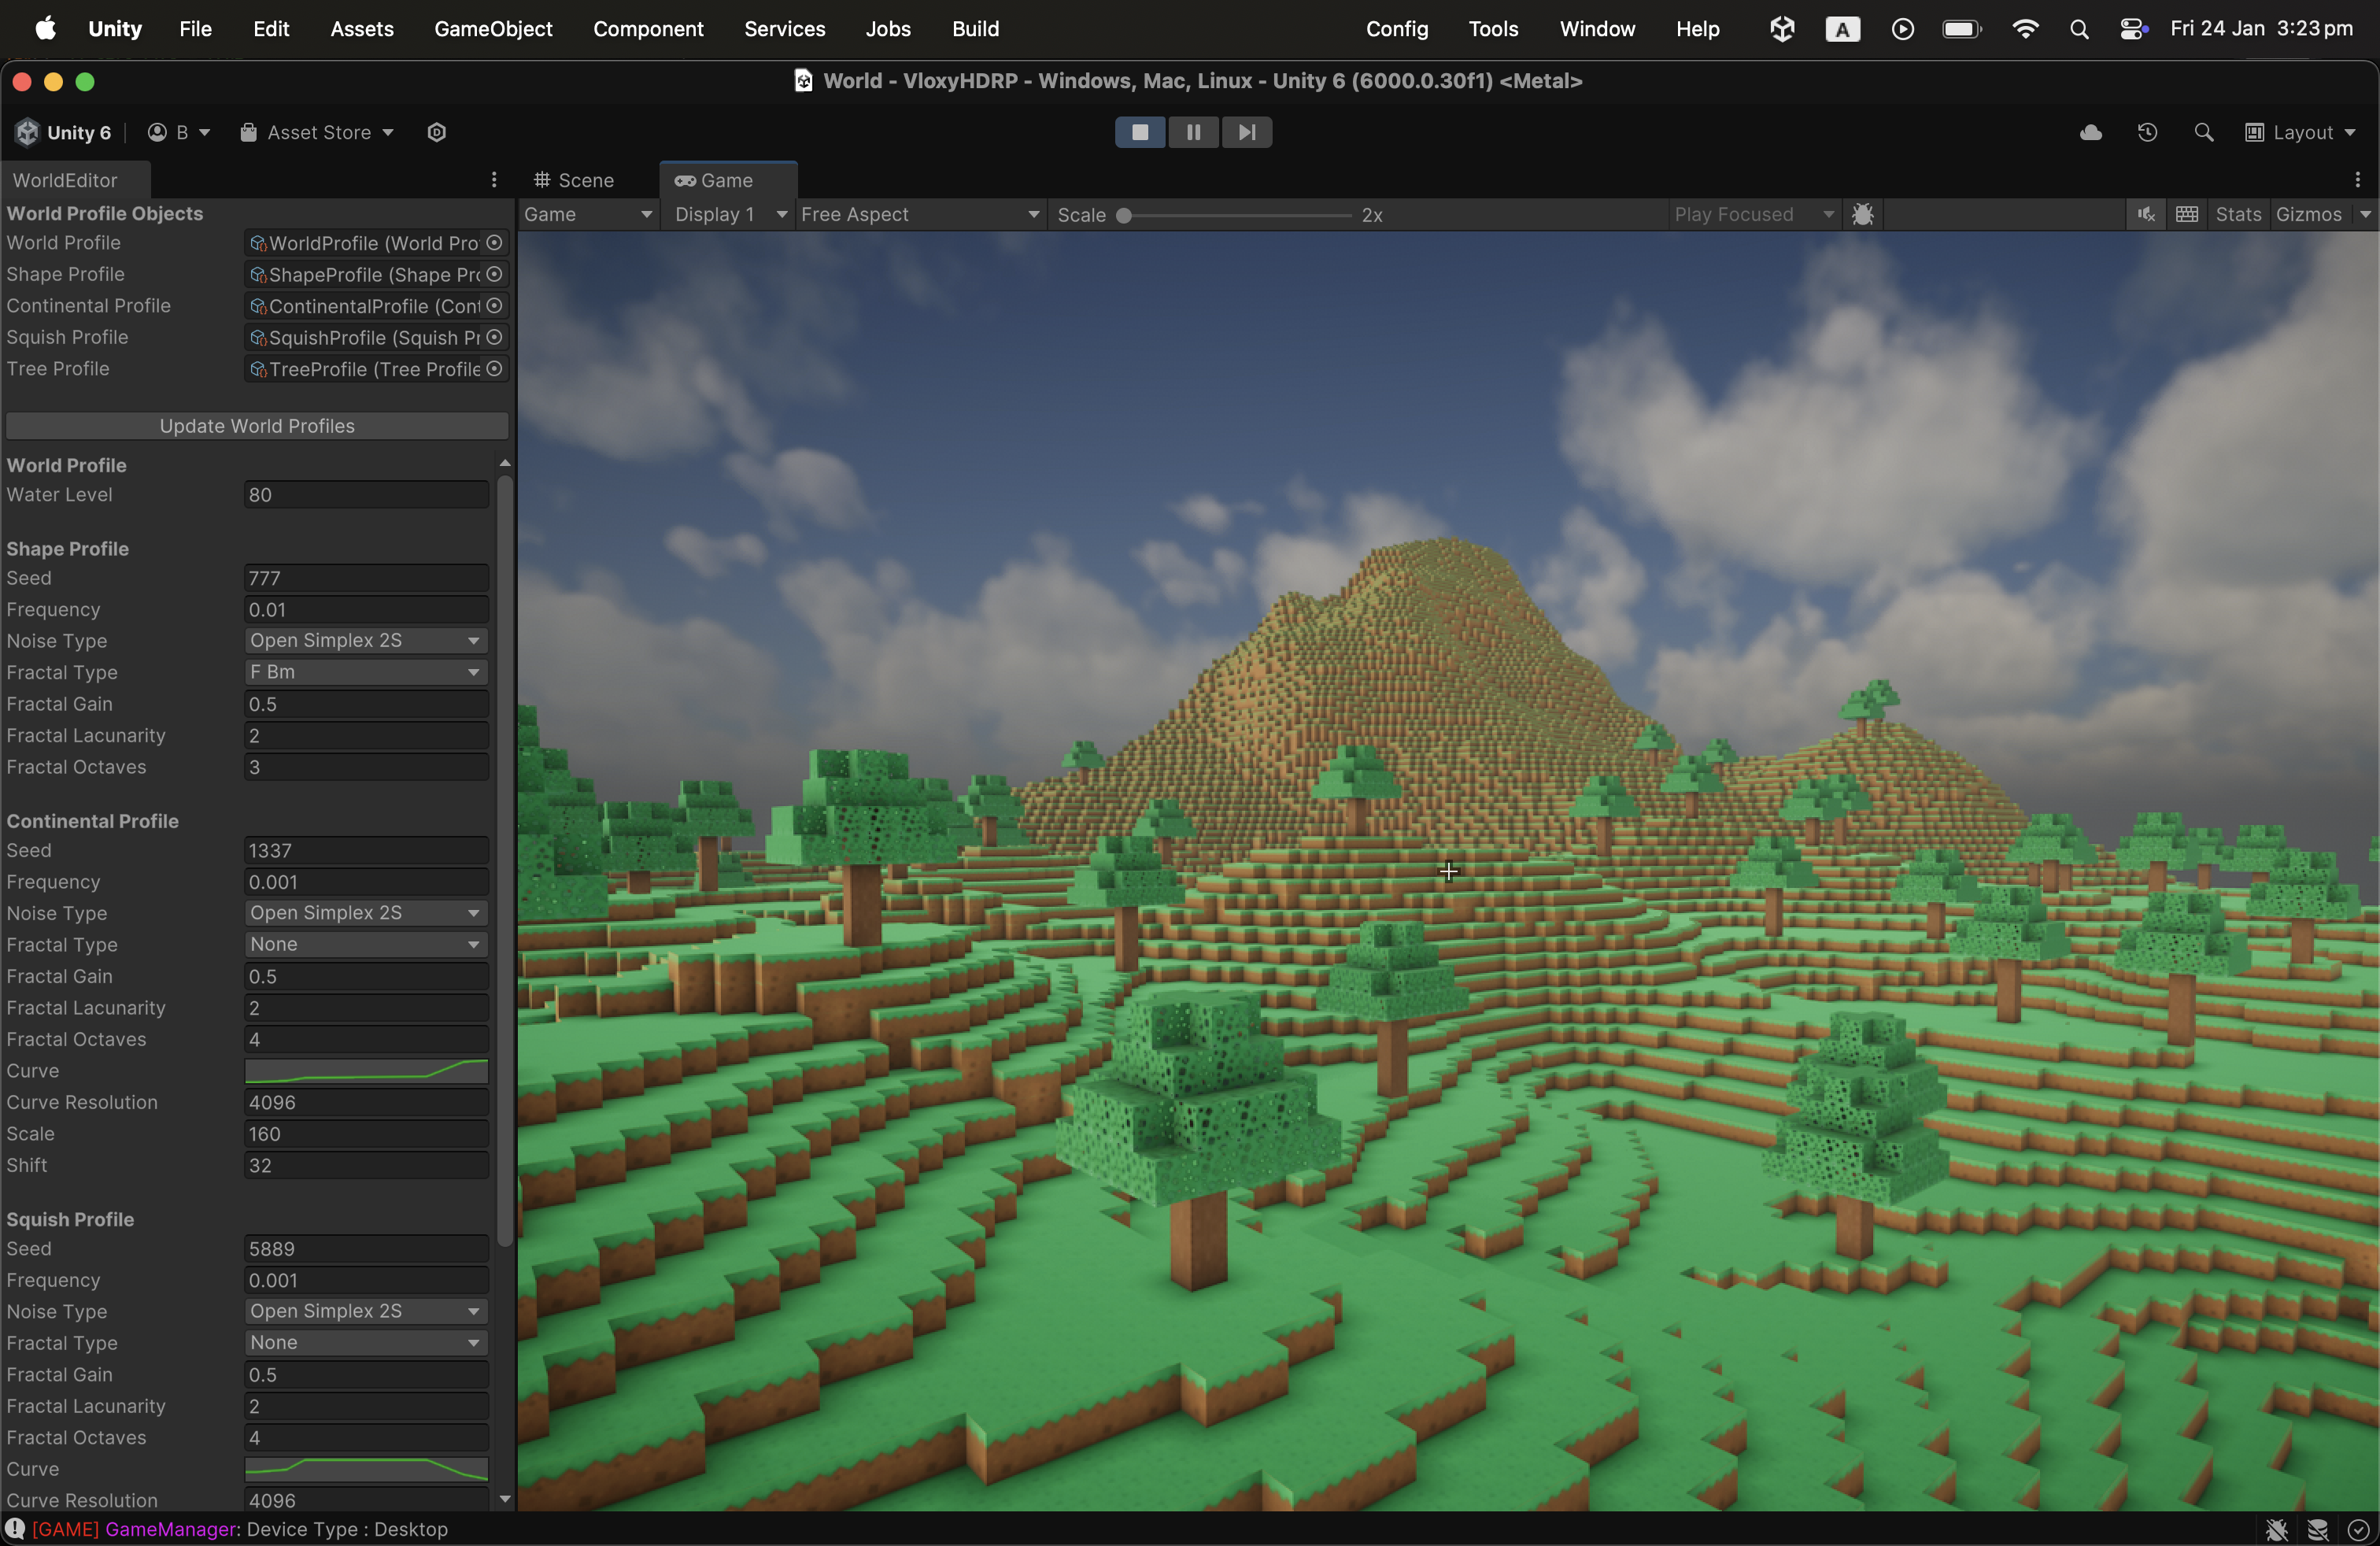 Unity File Edit Assets GameObject Component Services Jobs Build Config Tools Window Help A Fri 24 Jan 3:23 pm
World - VloxyHDRP - Windows, Mac, Linux - Unity 6 (6000.0.30f1) <Metal>
Unity 6 B Asset Store Layout
WorldEditor Scene Game
Game Display 1 Free Aspect Scale 2x Play Focused Stats Gizmos
World Profile Objects
World Profile WorldProfile (World Pro
Shape Profile ShapeProfile (Shape Pro
Continental Profile ContinentalProfile (Cont
Squish Profile SquishProfile (Squish Pr
Tree Profile TreeProfile (Tree Profile
Update World Profiles
World Profile
Water Level 80
Shape Profile
Seed 777
Frequency 0.01
Noise Type Open Simplex 2S
Fractal Type F Bm
Fractal Gain 0.5
Fractal Lacunarity 2
Fractal Octaves 3
Continental Profile
Seed 1337
Frequency 0.001
Noise Type Open Simplex 2S
Fractal Type None
Fractal Gain 0.5
Fractal Lacunarity 2
Fractal Octaves 4
Curve
Curve Resolution 4096
Scale 160
Shift 32
Squish Profile
Seed 5889
Frequency 0.001
Noise Type Open Simplex 2S
Fractal Type None
Fractal Gain 0.5
Fractal Lacunarity 2
Fractal Octaves 4
Curve
Curve Resolution 4096
[GAME] GameManager: Device Type : Desktop